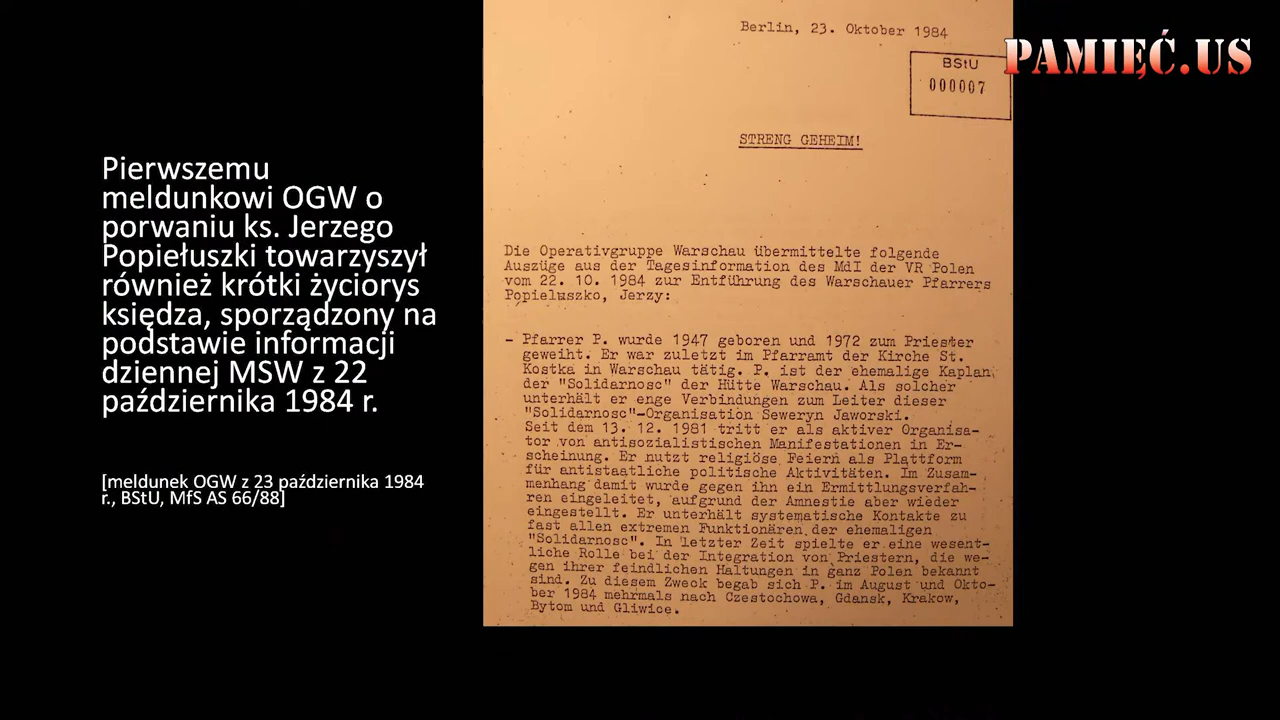 Pierwszemu
meldunkowi OGW o
porwaniu ks. Jerzego
Popiełuszki towarzyszył
również krótki życiorys
księdza, sporządzony na
podstawie informacji
dziennej MSW z 22
października 1984 r.
[meldunek OGW z 23 października 1984
r., BStU, MfS AS 66/88]
Berlin, 23. Oktober 1984
BStU
000007
PAMIĘĆ.US
STRENG GEHEIM!
Die Operativgruppe Warschau übermittelte folgende
Auszüge aus der Tagesinformation des MdI der VR Polen
vom 22. 10. 1984 zur Entführung des Warschauer Pfarrers
Popieluszko, Jerzy:
- Pfarrer P. wurde 1947 geboren und 1972 zum Priester
geweiht. Er war zuletzt im Pfarramt der Kirche St.
Kostka in Warschau tätig. P. ist der ehemalige Kaplan
der "Solidarnosc" der Hütte Warschau. Als solcher
unterhält er enge Verbindungen zum Leiter dieser
"Solidarnosc"-Organisation Seweryn Jaworski.
Seit dem 13. 12. 1981 tritt er als aktiver Organisa-
tor von antisozialistischen Manifestationen in Er-
scheinung. Er nutzt religiöse Feiern als Plattform
für antistaatliche politische Aktivitäten. Im Zusam-
menhang damit wurde gegen ihn ein Ermittlungsverfah-
ren eingeleitet, aufgrund der Amnestie aber wieder
eingestellt. Er unterhält systematische Kontakte zu
fast allen extremen Funktionären der ehemaligen
"Solidarnosc". In letzter Zeit spielte er eine wesent-
liche Rolle bei der Integration von Priestern, die we-
gen ihrer feindlichen Haltungen in ganz Polen bekannt
sind. Zu diesem Zweck begab sich P. im August und Okto-
ber 1984 mehrmals nach Czestochowa, Gdansk, Krakow,
Bytom und Gliwice.